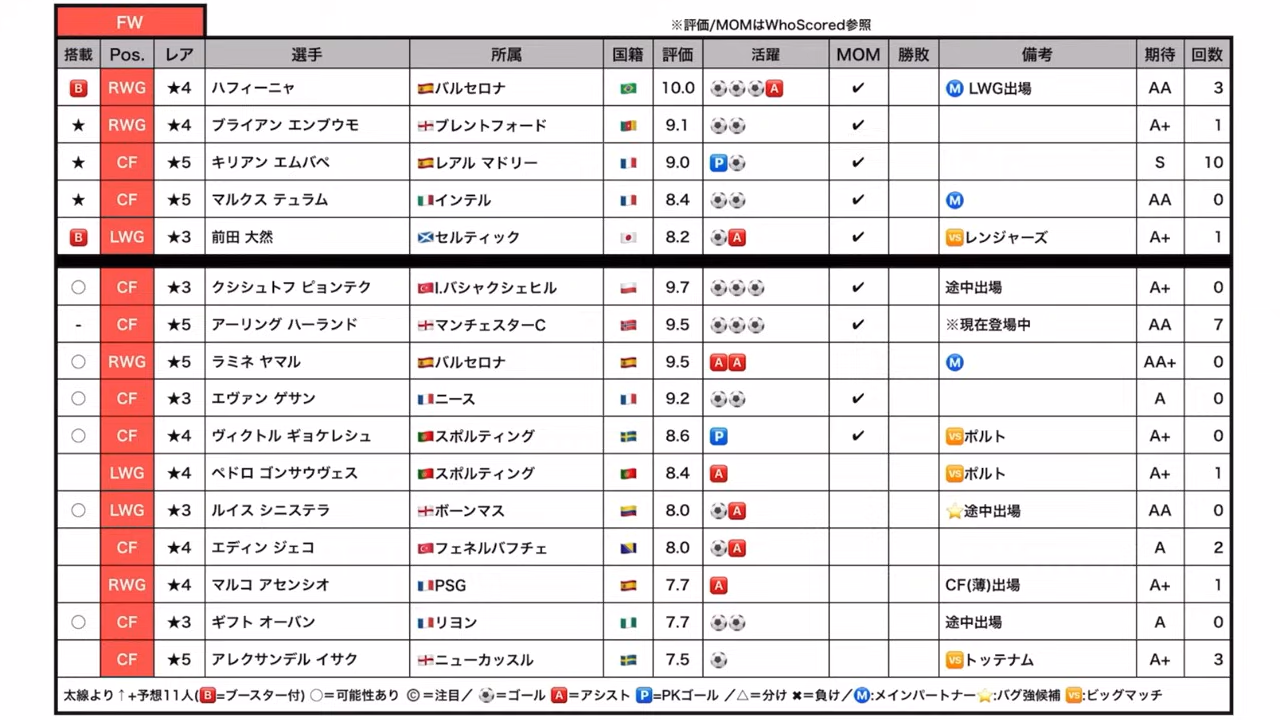 FW
※評価/MOMはWhoScored参照
搭載 Pos. レア 選手 所属 国籍 評価 活躍 MOM 勝敗 備考 期待 回数
B RWG ★4 ハフィーニャ バルセロナ 10.0 ⚽⚽⚽A ✔ Ⓜ LWG出場 AA 3
★ RWG ★4 ブライアン エンブウモ ブレントフォード 9.1 ⚽⚽ ✔ A+ 1
★ CF ★5 キリアン エムバペ レアル マドリー 9.0 P⚽ ✔ S 10
★ CF ★5 マルクス テュラム インテル 8.4 ⚽⚽ ✔ Ⓜ AA 0
B LWG ★3 前田 大然 セルティック 8.2 ⚽A ✔ VSレンジャーズ A+ 1
○ CF ★3 クシシュトフ ピョンテク I.バシャクシェヒル 9.7 ⚽⚽⚽ ✔ 途中出場 A+ 0
- CF ★5 アーリング ハーランド マンチェスターC 9.5 ⚽⚽⚽ ✔ ※現在登場中 AA 7
○ RWG ★5 ラミネ ヤマル バルセロナ 9.5 AA Ⓜ AA+ 0
○ CF ★3 エヴァン ゲサン ニース 9.2 ⚽⚽ ✔ A 0
○ CF ★4 ヴィクトル ギョケレシュ スポルティング 8.6 P ✔ VSポルト A+ 0
LWG ★4 ペドロ ゴンサウヴェス スポルティング 8.4 A VSポルト A+ 1
○ LWG ★3 ルイス シニステラ ボーンマス 8.0 ⚽A ⭐途中出場 AA 0
CF ★4 エディン ジェコ フェネルバフチェ 8.0 ⚽A A 2
RWG ★4 マルコ アセンシオ PSG 7.7 A CF(薄)出場 A+ 1
○ CF ★3 ギフト オーバン リヨン 7.7 ⚽⚽ 途中出場 A 0
CF ★5 アレクサンデル イサク ニューカッスル 7.5 ⚽ VSトッテナム A+ 3
太線より↑+予想11人(B=ブースター付) ○=可能性あり ©=注目/ ⚽=ゴール A=アシスト P=PKゴール /△=分け ✖=負け/Ⓜ:メインパートナー⭐:バグ強候補 VS:ビッグマッチ